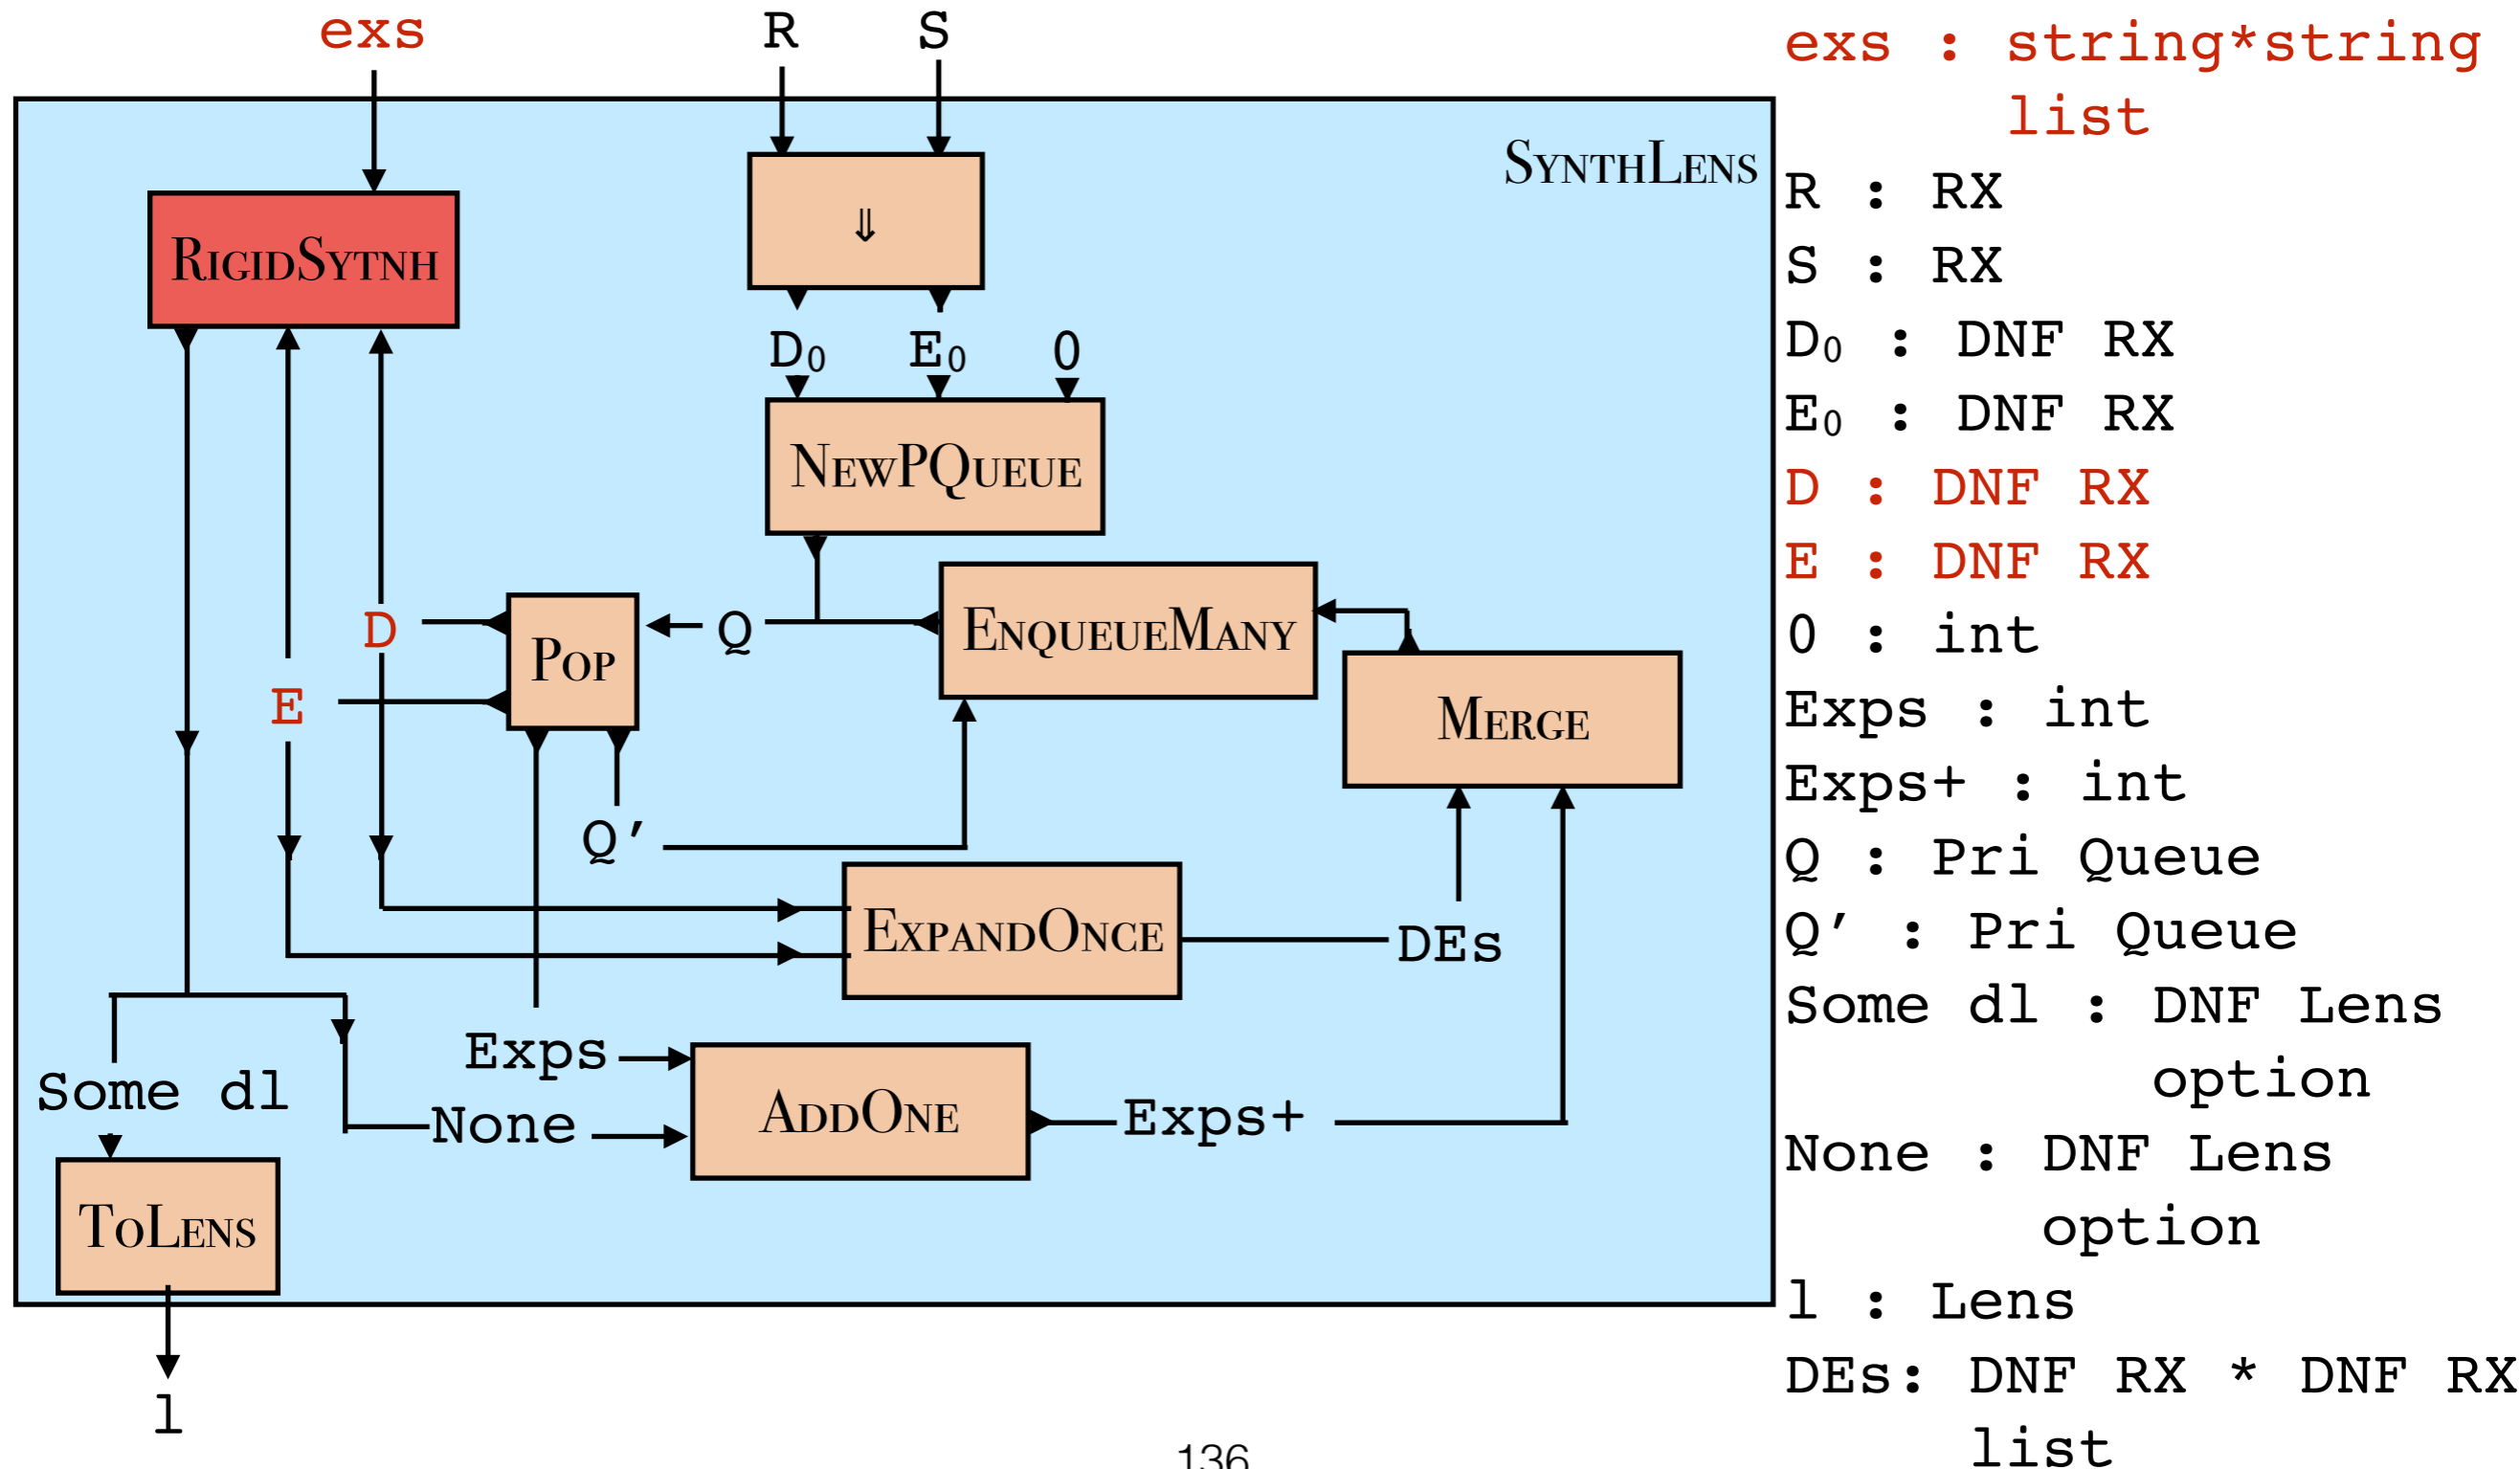 exs
R
S
SynthLens
RigidSytnh
⇓
D₀
E₀
0
NewPQueue
EnqueueMany
D
Pop
Q
E
Merge
Q’
ExpandOnce
DEs
Exps
Some dl
None
AddOne
Exps+
ToLens
l
exs : string*string
list
R : RX
S : RX
D₀ : DNF RX
E₀ : DNF RX
D : DNF RX
E : DNF RX
0 : int
Exps : int
Exps+ : int
Q : Pri Queue
Q’ : Pri Queue
Some dl : DNF Lens
option
None : DNF Lens
option
l : Lens
DEs: DNF RX * DNF RX
list
136